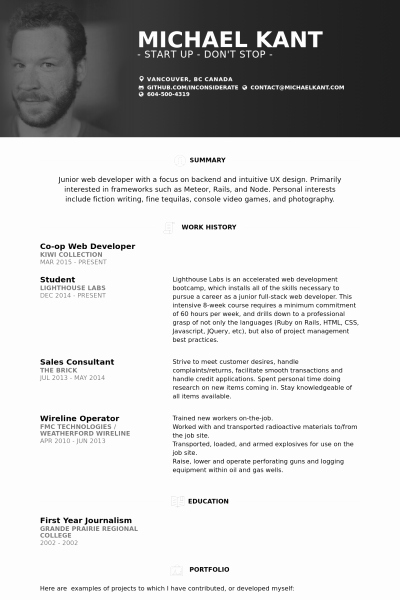 MICHAEL KANT
- START UP - DON'T STOP -
VANCOUVER, BC CANADA
GITHUB.COM/INCONSIDERATE CONTACT@MICHAELKANT.COM
604-500-4319
SUMMARY
Junior web developer with a focus on backend and intuitive UX design. Primarily
interested in frameworks such as Meteor, Rails, and Node. Personal interests
include fiction writing, fine tequilas, console video games, and photography.
WORK HISTORY
Co-op Web Developer
KIWI COLLECTION
MAR 2015 - PRESENT
Student
LIGHTHOUSE LABS
DEC 2014 - PRESENT
Lighthouse Labs is an accelerated web development
bootcamp, which installs all of the skills necessary to
pursue a career as a junior full-stack web developer. This
intensive 8-week course requires a minimum commitment
of 60 hours per week, and drills down to a professional
grasp of not only the languages (Ruby on Rails, HTML, CSS,
Javascript, JQuery, etc), but also of project management
best practices.
Sales Consultant
THE BRICK
JUL 2013 - MAY 2014
Strive to meet customer desires, handle
complaints/returns, facilitate smooth transactions and
handle credit applications. Spent personal time doing
research on new items coming in. Stay knowledgeable of
all items available.
Wireline Operator
FMC TECHNOLOGIES /
WEATHERFORD WIRELINE
APR 2010 - JUN 2013
Trained new workers on-the-job.
Worked with and transported radioactive materials to/from
the job site.
Transported, loaded, and armed explosives for use on the
job site.
Raise, lower and operate perforating guns and logging
equipment within oil and gas wells.
EDUCATION
First Year Journalism
GRANDE PRAIRIE REGIONAL
COLLEGE
2002 - 2002
PORTFOLIO
Here are examples of projects to which I have contributed, or developed myself: